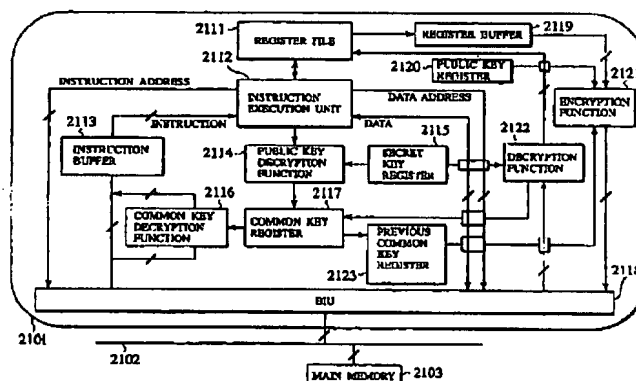 2111
REGISTER FILE
REGISTER BUFFER
2119
2112
2120
PUBLIC KEY
REGISTER
INSTRUCTION ADDRESS
INSTRUCTION
EXECUTION UNIT
DATA ADDRESS
212
ENCRYPTION
FUNCTION
2113
INSTRUCTION
DATA
2115
2122
INSTRUCTION
BUFFER
2114
PUBLIC KEY
DECRYPTION
FUNCTION
SECRET
KEY
REGISTER
DECRYPTION
FUNCTION
2116
2117
COMMON KEY
DECRYPTION
FUNCTION
COMMON KEY
REGISTER
PREVIOUS
COMMON
KEY
REGISTER
2123
BIU
2118
2101
2102
MAIN MEMORY
2103